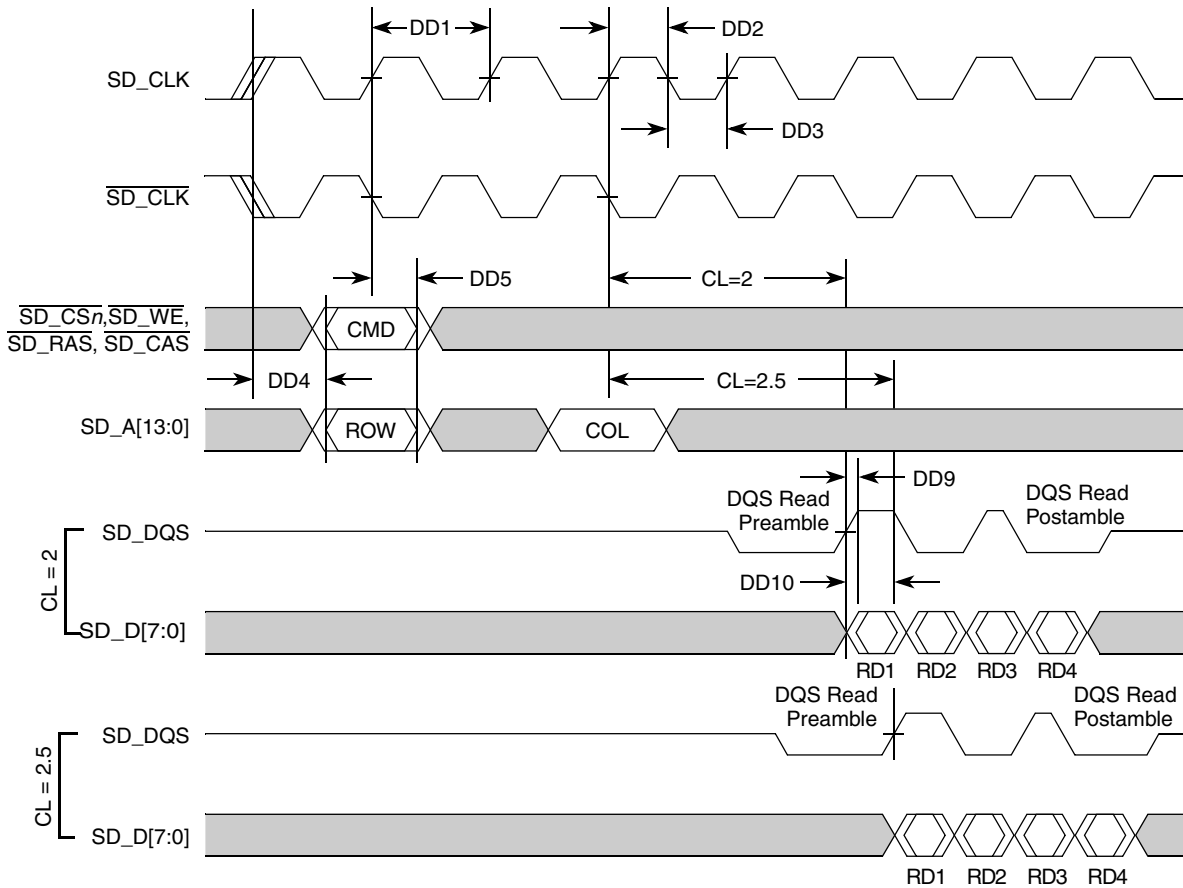 DD1
DD2
SD_CLK
DD3
SD_CLK
DD5
CL=2
SD_CSn,SD_WE,
SD_RAS, SD_CAS
CMD
DD4
CL=2.5
SD_A[13:0]
ROW
COL
DD9
DQS Read
Preamble
DQS Read
Postamble
SD_DQS
CL = 2
DD10
SD_D[7:0]
RD1 RD2 RD3 RD4
DQS Read
Preamble
DQS Read
Postamble
SD_DQS
CL = 2.5
SD_D[7:0]
RD1 RD2 RD3 RD4